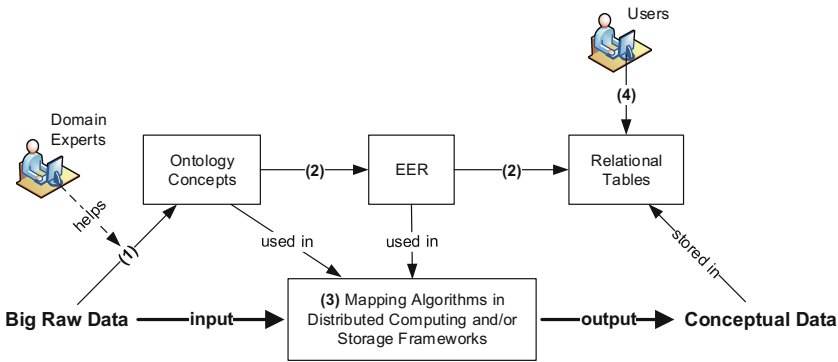 Users
(4)
Domain
Experts
helps
(1)
Ontology
Concepts
(2)
EER
(2)
Relational
Tables
used in
used in
stored in
Big Raw Data
input
(3) Mapping Algorithms in
Distributed Computing and/or
Storage Frameworks
output
Conceptual Data